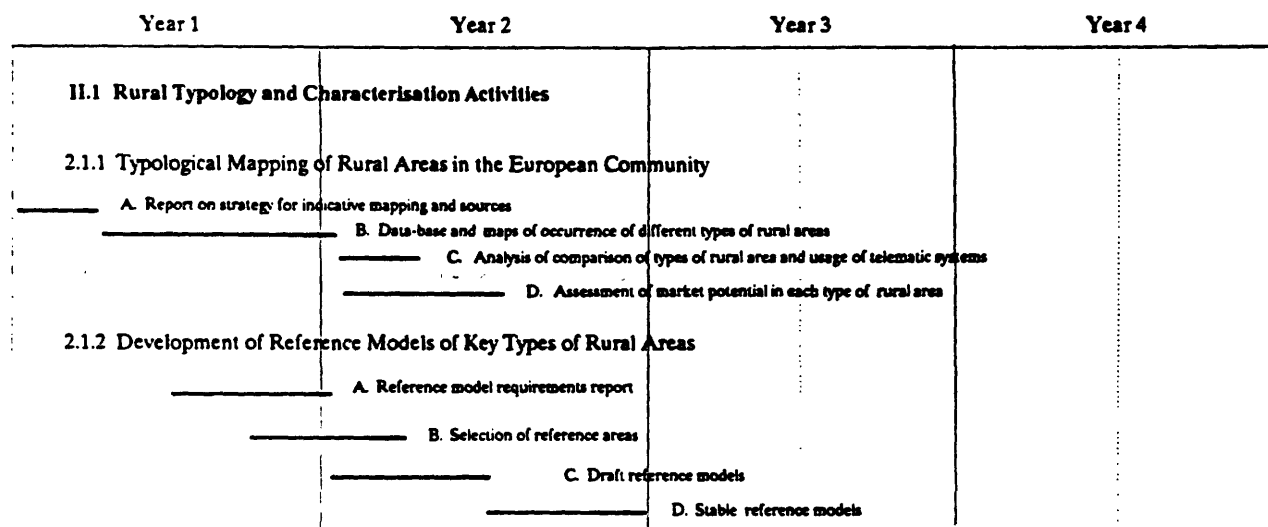 Year 1 Year 2 Year 3 Year 4
II.1 Rural Typology and Characterisation Activities
2.1.1 Typological Mapping of Rural Areas in the European Community
A. Report on strategy for indicative mapping and sources
B. Data-base and maps of occurrence of different types of rural areas
C. Analysis of comparison of types of rural area and usage of telematic systems
D. Assessment of market potential in each type of rural area
2.1.2 Development of Reference Models of Key Types of Rural Areas
A. Reference model requirements report
B. Selection of reference areas
C. Draft reference models
D. Stable reference models